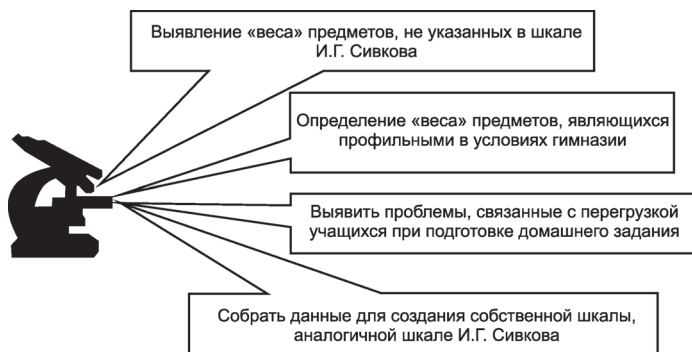 Выявление «веса» предметов, не указанных в шкале
И.Г. Сивкова
Определение «веса» предметов, являющихся
профильными в условиях гимназии
Выявить проблемы, связанные с перегрузкой
учащихся при подготовке домашнего задания
Собрать данные для создания собственной шкалы,
аналогичной шкале И.Г. Сивкова